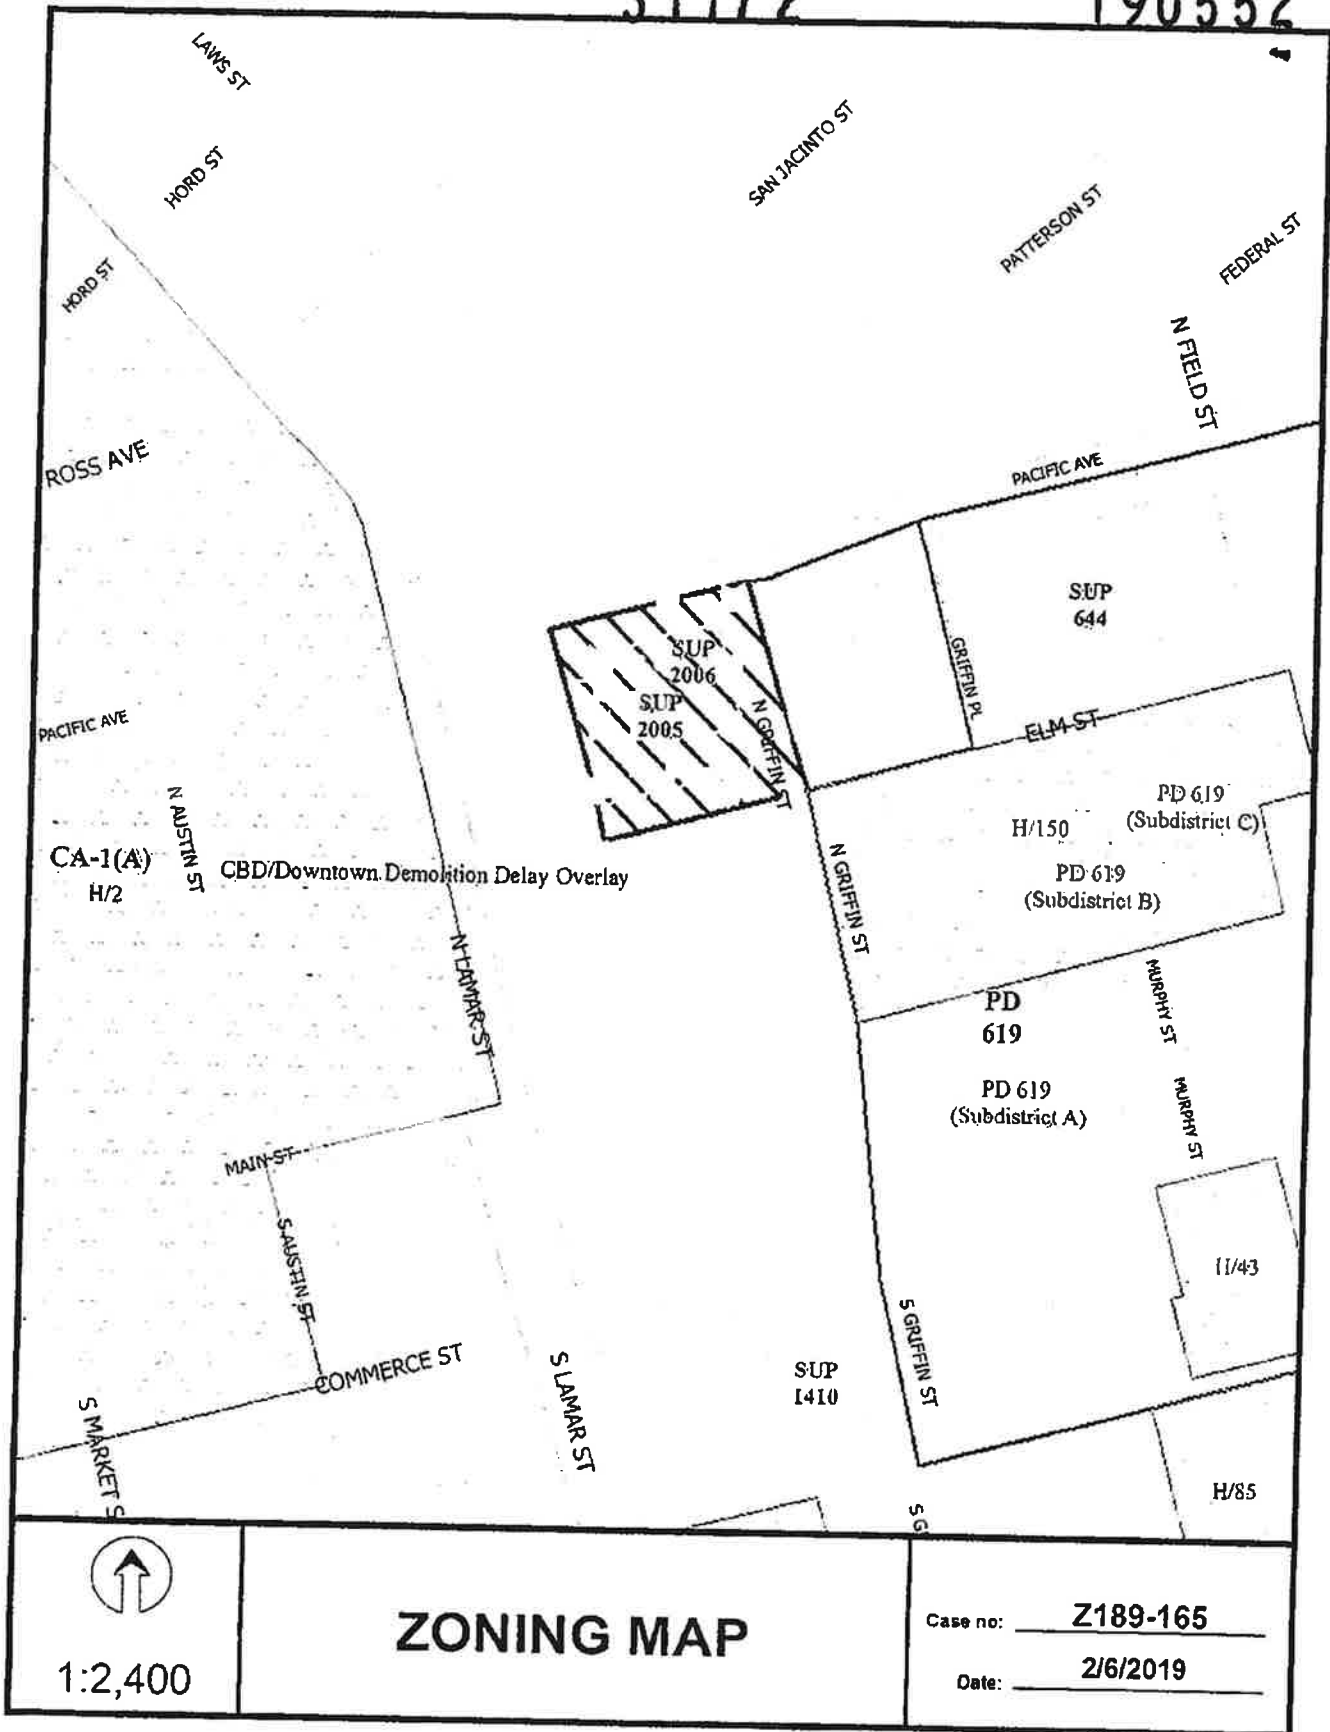 190552
LAWS ST
HORD ST
SAN JACINTO ST
PATTERSON ST
FEDERAL ST
HORD ST
N FIELD ST
ROSS AVE
PACIFIC AVE
SUP
644
GRIFFIN PL
SUP
2006
SUP
2005
N GRIFFIN ST
ELM ST
PACIFIC AVE
N AUSTIN ST
PD 619
(Subdistrict C)
H/150
CA-1(A)
H/2
CBD/Downtown Demolition Delay Overlay
N GRIFFIN ST
PD 619
(Subdistrict B)
N LAMAR ST
MURPHY ST
PD
619
PD 619
(Subdistrict A)
MURPHY ST
MAIN ST
S AUSTIN ST
H/43
COMMERCE ST
S LAMAR ST
SUP
1410
S GRIFFIN ST
S MARKET S
S G
H/85
1:2,400
ZONING MAP
Case no: Z189-165
Date: 2/6/2019